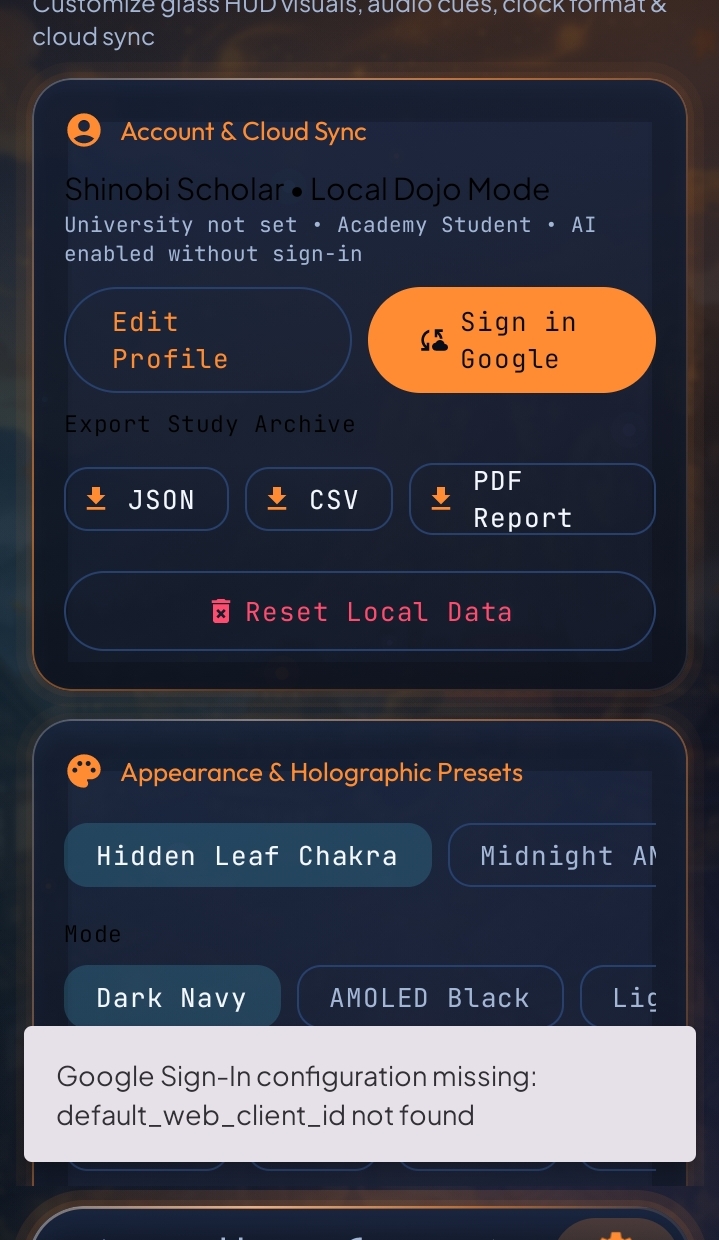 Customize glass HUD visuals, audio cues, clock format &
cloud sync
Account & Cloud Sync
Shinobi Scholar • Local Dojo Mode
University not set • Academy Student • AI
enabled without sign-in
Edit
Profile
Sign in
Google
Export Study Archive
JSON
CSV
PDF
Report
Reset Local Data
Appearance & Holographic Presets
Hidden Leaf Chakra
Midnight AM
Mode
Dark Navy
AMOLED Black
Lig
Google Sign-In configuration missing:
default_web_client_id not found